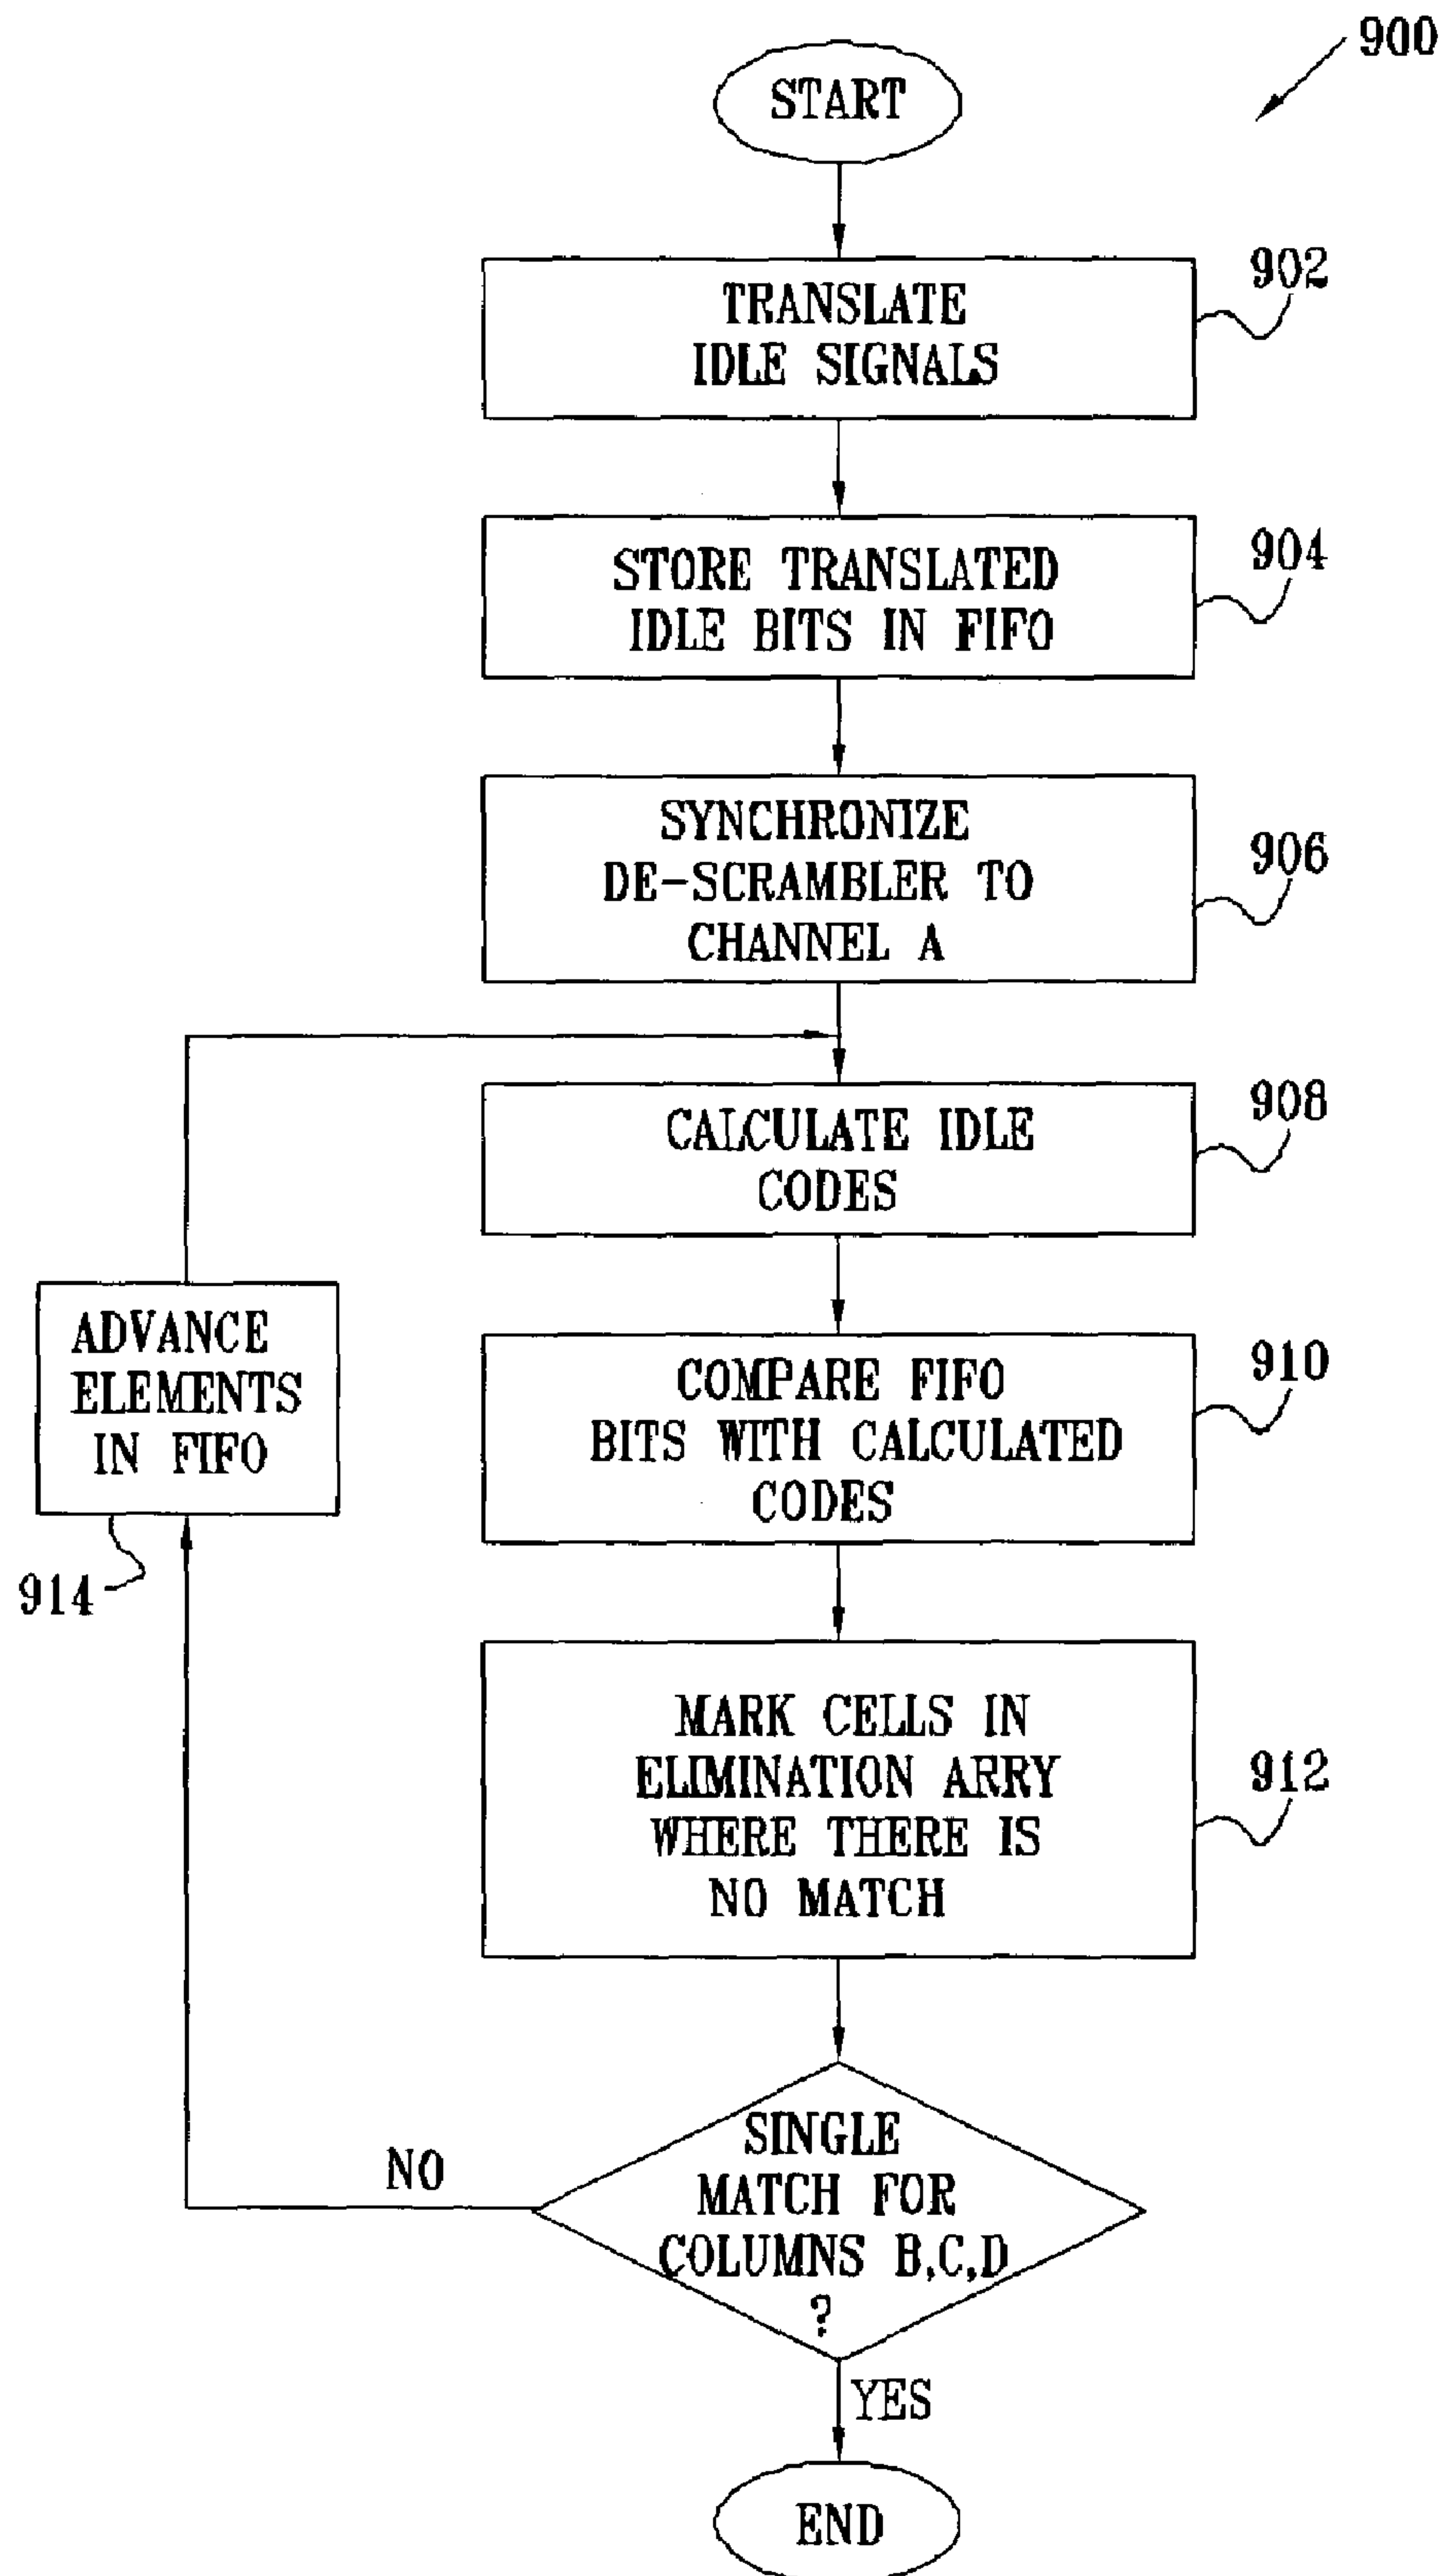 900
START
902
TRANSLATE
IDLE SIGNALS
904
STORE TRANSLATED
IDLE BITS IN FIFO
906
SYNCHRONIZE
DE-SCRAMBLER TO
CHANNEL A
908
CALCULATE IDLE
CODES
910
COMPARE FIFO
BITS WITH CALCULATED
CODES
912
MARK CELLS IN
ELIMINATION ARRY
WHERE THERE IS
NO MATCH
SINGLE
MATCH FOR
COLUMNS B,C,D
?
NO
ADVANCE
ELEMENTS
IN FIFO
914
YES
END